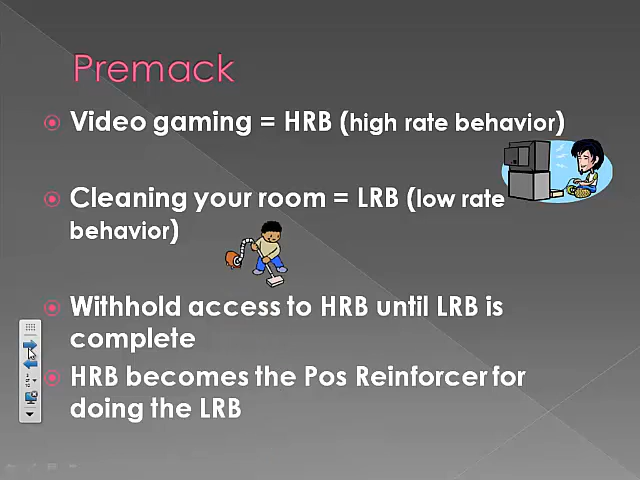 Premack
Video gaming = HRB (high rate behavior)
Cleaning your room = LRB (low rate
behavior)
Withhold access to HRB until LRB is
complete
HRB becomes the Pos Reinforcer for
doing the LRB